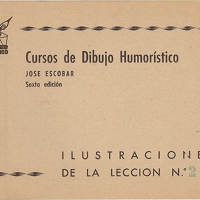 Cursos de Dibujo Humorístico
JOSE ESCOBAR
Sexta edición
ILUSTRACIONE
DE LA LECCION N.º 2